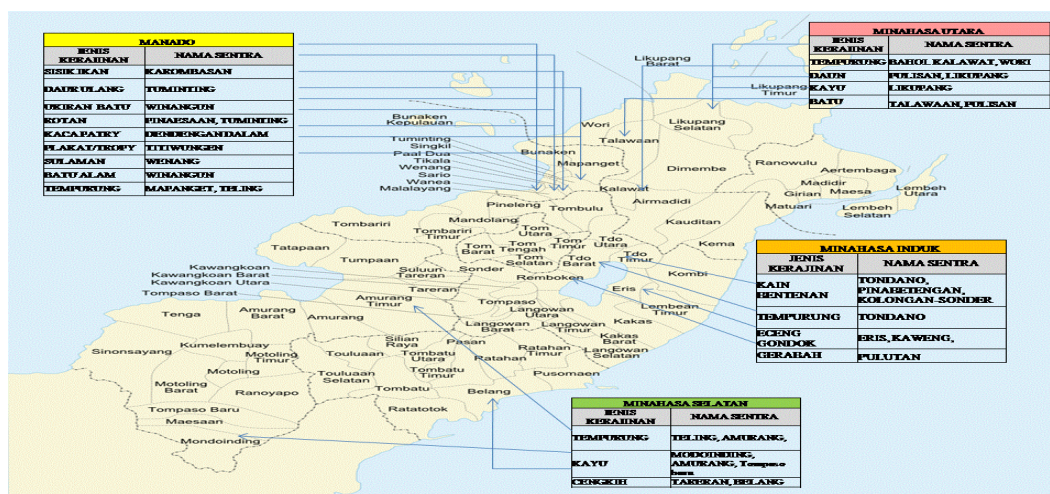 MANADO
JENIS KERAJINAN NAMA SENTRA
SISIK IKAN KAROMBASAN
DAUR ULANG TUMINTING
UKIRAN BATU WINANGUN
ROTAN PINAESAAN, TUMINTING
KACA PATRY DENDENGAN DALAM
PLAKAT/TROPY TITIWUNGEN
SULAMAN WENANG
BATU ALAM WINANGUN
TEMPURUNG MAPANGET, TELING
MINAHASA UTARA
JENIS KERAJINAN NAMA SENTRA
TEMPURUNG BAHOI, KALAWAT, WORI
DAUN PULISAN, LIKUPANG
KAYU LIKUPANG
BATU TALAWAAN, PULISAN
Likupang
Barat
Likupang
Timur
Bunaken
Kepulauan
Wori
Talawaan
Likupang
Selatan
Tuminting
Singkil
Paal Dua
Tikala
Wenang
Sario
Wanea
Malalayang
Bunaken
Mapanget
Dimembe
Ranowulu
Aertembaga
Madidir
Girian Maesa
Matuari
Lembeh
Utara
Lembeh
Selatan
Kalawat
Airmadidi
Kauditan
Kema
Pineleng
Tombulu
Mandolang
Tombariri
Tombariri
Timur
Tatapaan
Tumpaan
Tom
Utara
Tom
Barat
Tom
Tengah
Tom
Timur
Tom
Selatan
Tdo
Utara
Tdo
Barat
Tdo
Timur
Suluun
Tareran
Sonder
Remboken
Kombi
Eris
Lembean
Timur
Tareran
Kawangkoan
Kawangkoan Barat
Kawangkoan Utara
Tompaso Barat
Amurang
Timur
Tenga
Amurang
Barat
Amurang
Tompaso
Langowan
Utara
Langowan
Barat
Langowan
Timur
Kakas
Kakas
Barat
Langowan
Selatan
Sinonsayang
Kumelembuay
Motoling
Timur
Motoling
Motoling
Barat
Ranoyapo
Tompaso Baru
Maesaan
Modoinding
Silian
Raya
Pasan
Touluaan
Touluaan
Selatan
Tombatu
Utara
Tombatu
Timur
Tombatu
Ratahan
Timur
Ratahan
Pusomaen
Belang
Ratatotok
MINAHASA INDUK
JENIS KERAJINAN NAMA SENTRA
KAIN BENTENAN TONDANO, PINABETENGAN, KOLONGAN-SONDER
TEMPURUNG TONDANO
ECENG GONDOK ERIS, KAWENG,
GERABAH PULUTAN
MINAHASA SELATAN
JENIS KERAJINAN NAMA SENTRA
TEMPURUNG TELING, AMURANG,
KAYU MODOINDING, AMURANG, Tompaso baru
CENGKIH TARERAN, BELANG